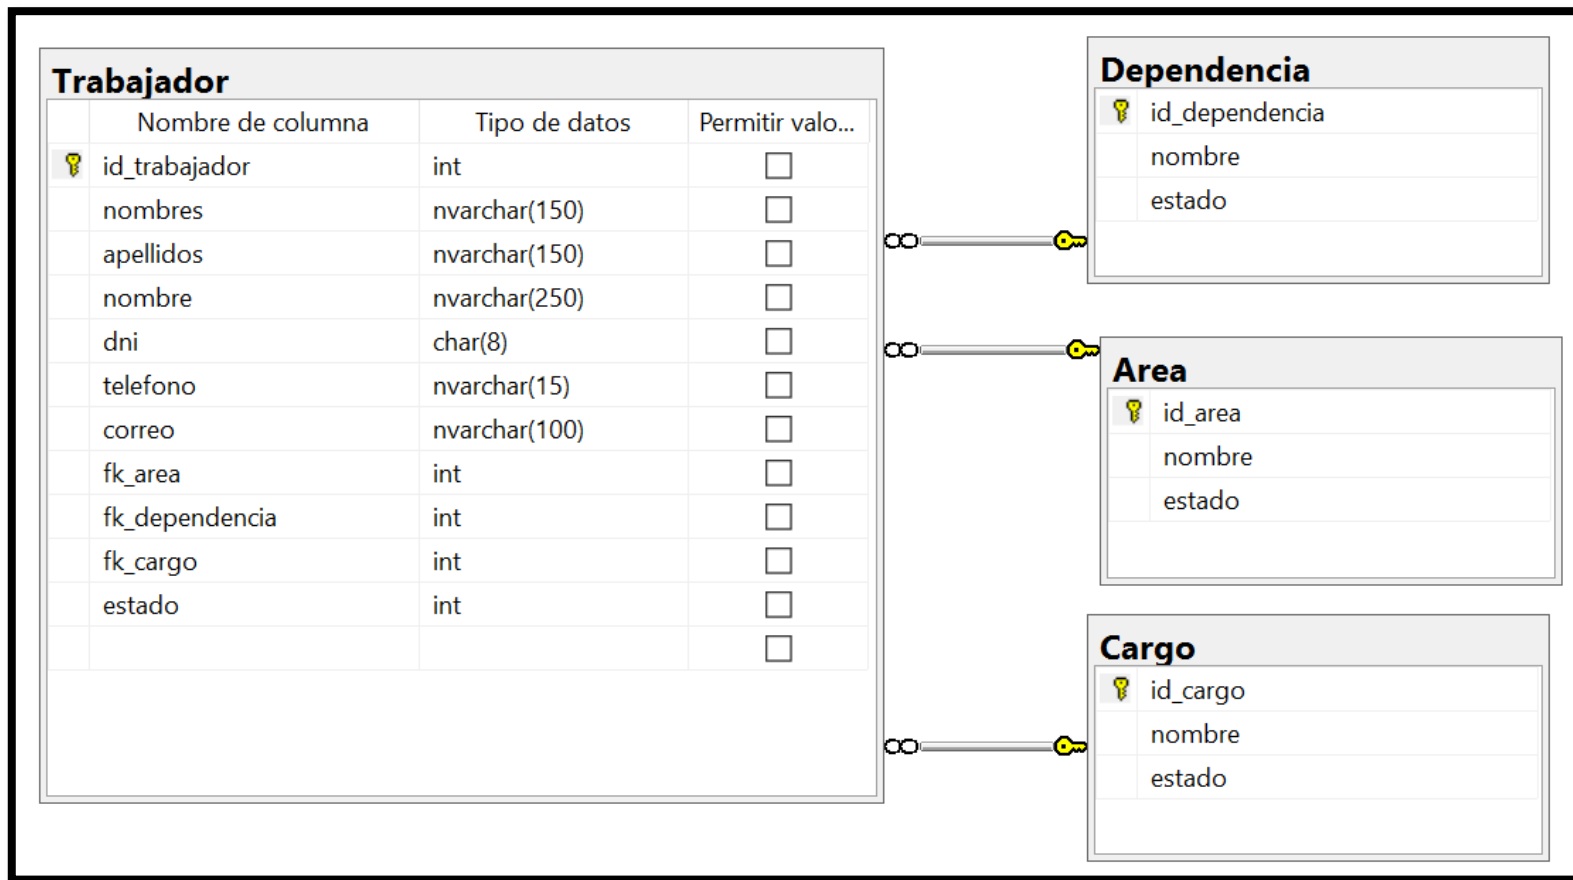 Trabajador
Nombre de columna Tipo de datos Permitir valo...
id_trabajador int
nombres nvarchar(150)
apellidos nvarchar(150)
nombre nvarchar(250)
dni char(8)
telefono nvarchar(15)
correo nvarchar(100)
fk_area int
fk_dependencia int
fk_cargo int
estado int
Dependencia
id_dependencia
nombre
estado
Area
id_area
nombre
estado
Cargo
id_cargo
nombre
estado